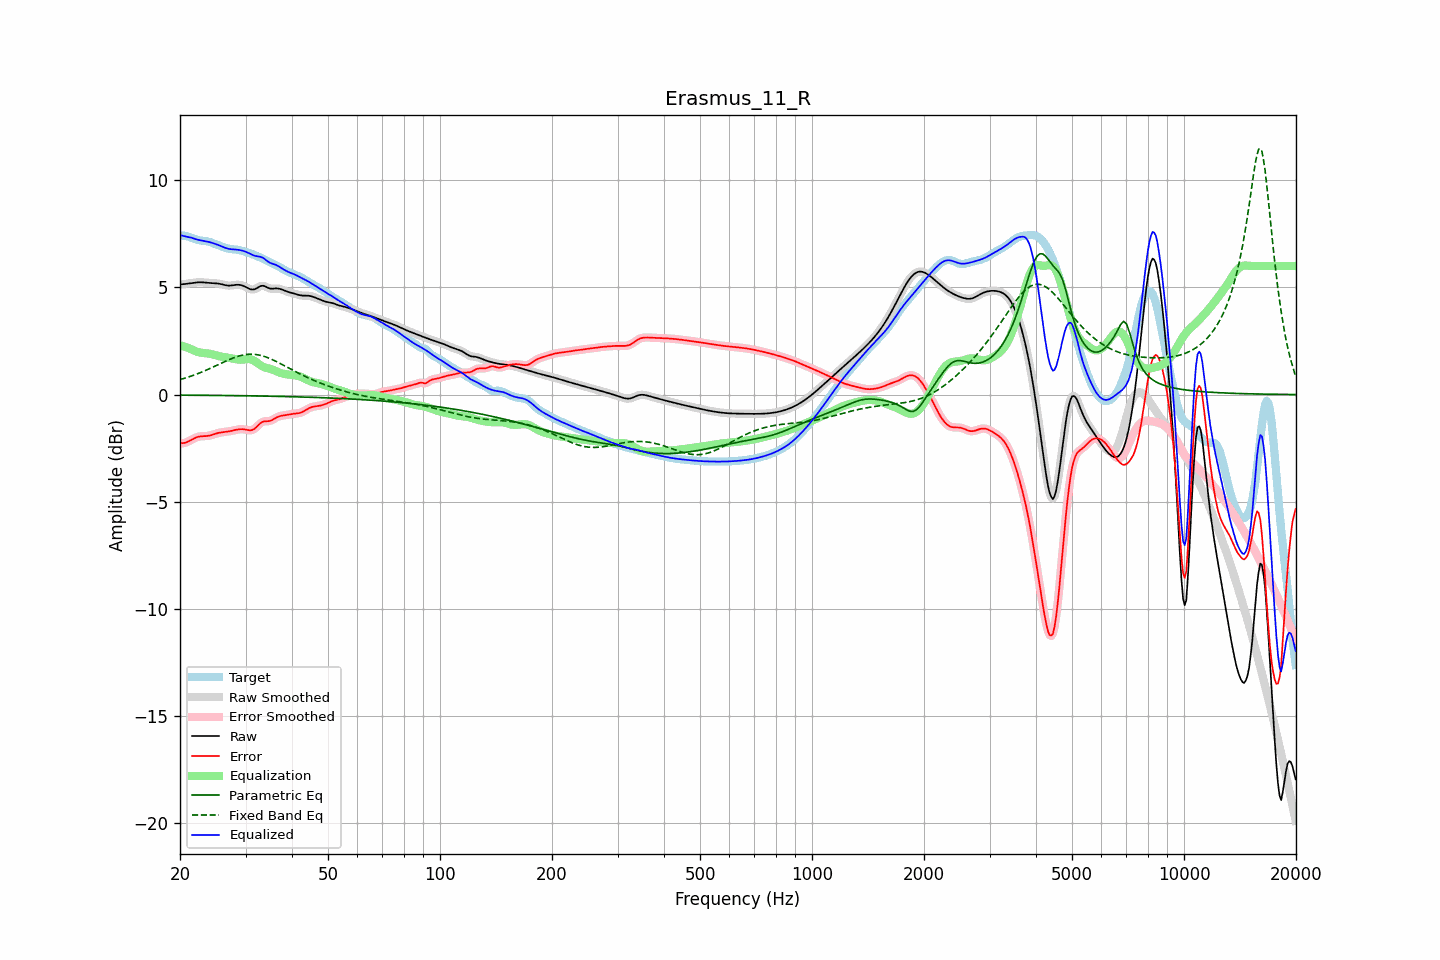 Erasmus_11_R
Amplitude (dBr)
10
5
0
−5
−10
−15
−20
Target
Raw Smoothed
Error Smoothed
Raw
Error
Equalization
Parametric Eq
Fixed Band Eq
Equalized
20 50 100 200 500 1000 2000 5000 10000 20000
Frequency (Hz)